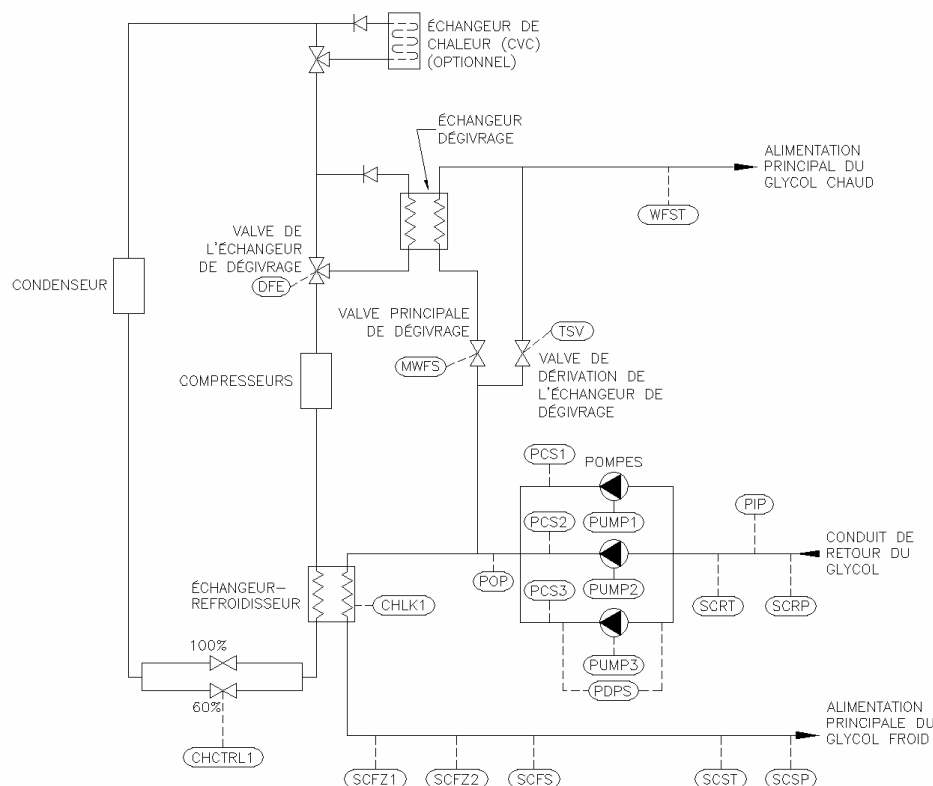 ÉCHANGEUR DE
CHALEUR (CVC)
(OPTIONNEL)
ÉCHANGEUR
DÉGIVRAGE
ALIMENTATION
PRINCIPAL DU
GLYCOL CHAUD
WFST
VALVE DE
L'ÉCHANGEUR
DE DÉGIVRAGE
DFE
CONDENSEUR
VALVE PRINCIPALE
DE DÉGIVRAGE
MWFS
TSV
VALVE DE
DÉRIVATION DE
L'ÉCHANGEUR DE
DÉGIVRAGE
COMPRESSEURS
PCS1
POMPES
PUMP1
PCS2
PUMP2
PCS3
PUMP3
PDPS
POP
PIP
CONDUIT DE
RETOUR DU
GLYCOL
SCRT
SCRP
ÉCHANGEUR-
REFROIDISSEUR
CHLK1
100%
60%
CHCTRL1
ALIMENTATION
PRINCIPALE DU
GLYCOL FROID
SCFZ1
SCFZ2
SCFS
SCST
SCSP